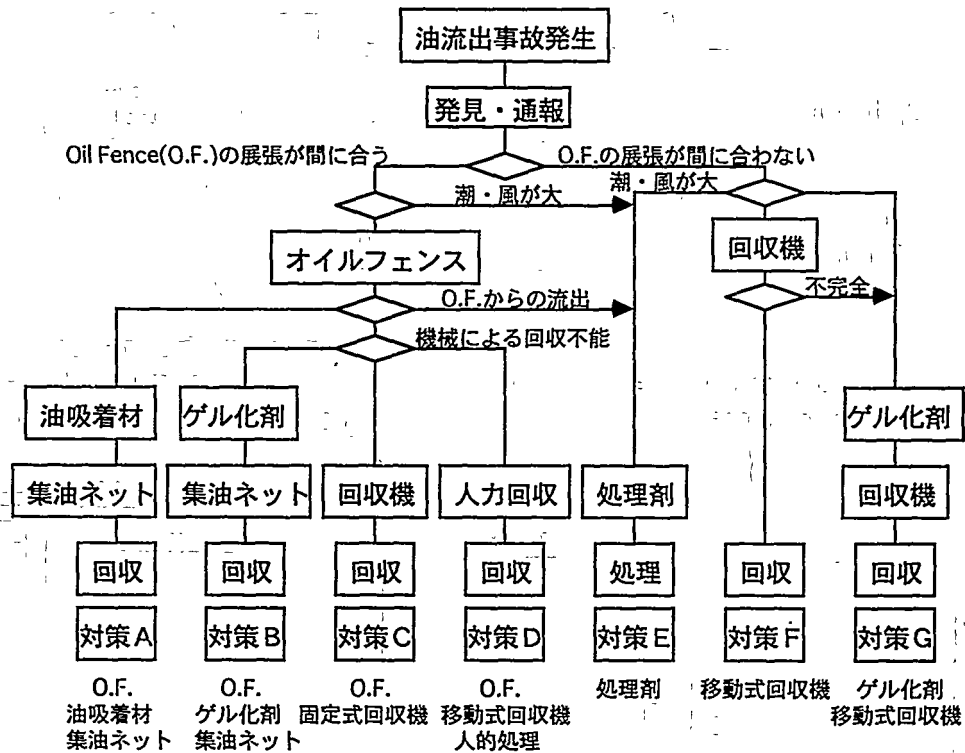 油流出事故発生
発見・通報
Oil Fence(O.F.)の展張が間に合う
O.F.の展張が間に合わない
潮・風が大
潮・風が大
オイルフェンス
回収機
O.F.からの流出
不完全
機械による回収不能
油吸着材
ゲル化剤
ゲル化剤
集油ネット
集油ネット
回収機
人力回収
処理剤
回収機
回収
回収
回収
回収
処理
回収
回収
対策A
対策B
対策C
対策D
対策E
対策F
対策G
O.F.
油吸着材
集油ネット
O.F.
ゲル化剤
集油ネット
O.F.
固定式回収機
O.F.
移動式回収機
人的処理
処理剤
移動式回収機
ゲル化剤
移動式回収機